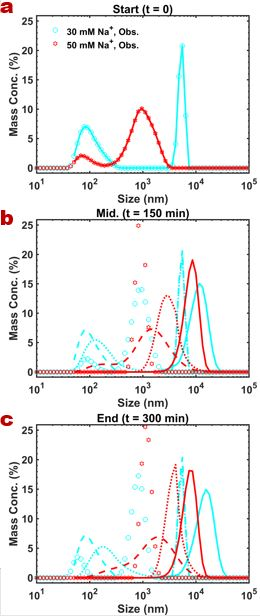 a
Start (t = 0)
30 mM Na+, Obs.
50 mM Na+, Obs.
Mass Conc. (%)
25
20
15
10
5
0
10^1 10^2 10^3 10^4 10^5
Size (nm)
b
Mid. (t = 150 min)
Mass Conc. (%)
25
20
15
10
5
0
10^1 10^2 10^3 10^4 10^5
Size (nm)
c
End (t = 300 min)
Mass Conc. (%)
25
20
15
10
5
0
10^1 10^2 10^3 10^4 10^5
Size (nm)